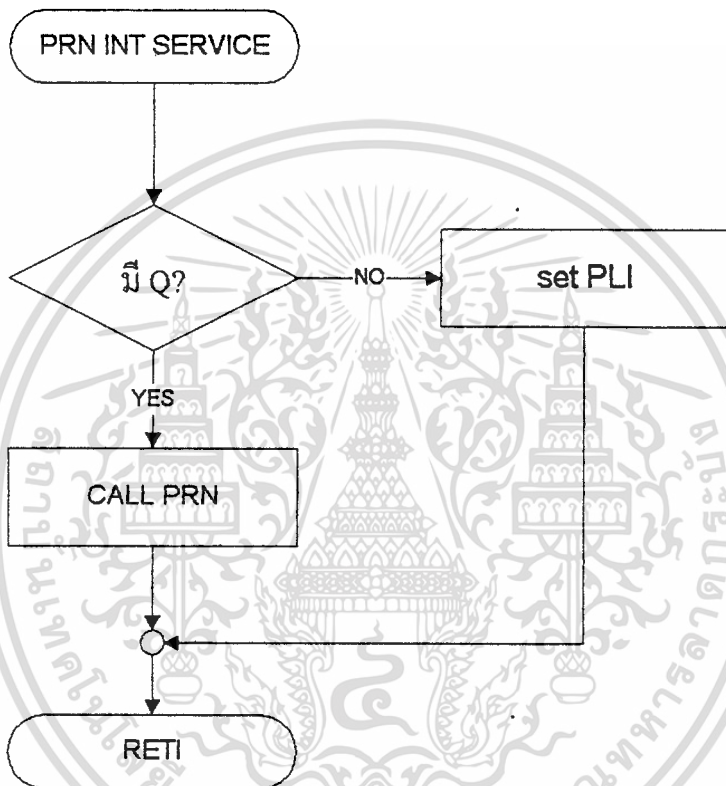 PRN INT SERVICE
มี Q?
NO
set PLI
YES
CALL PRN
RETI